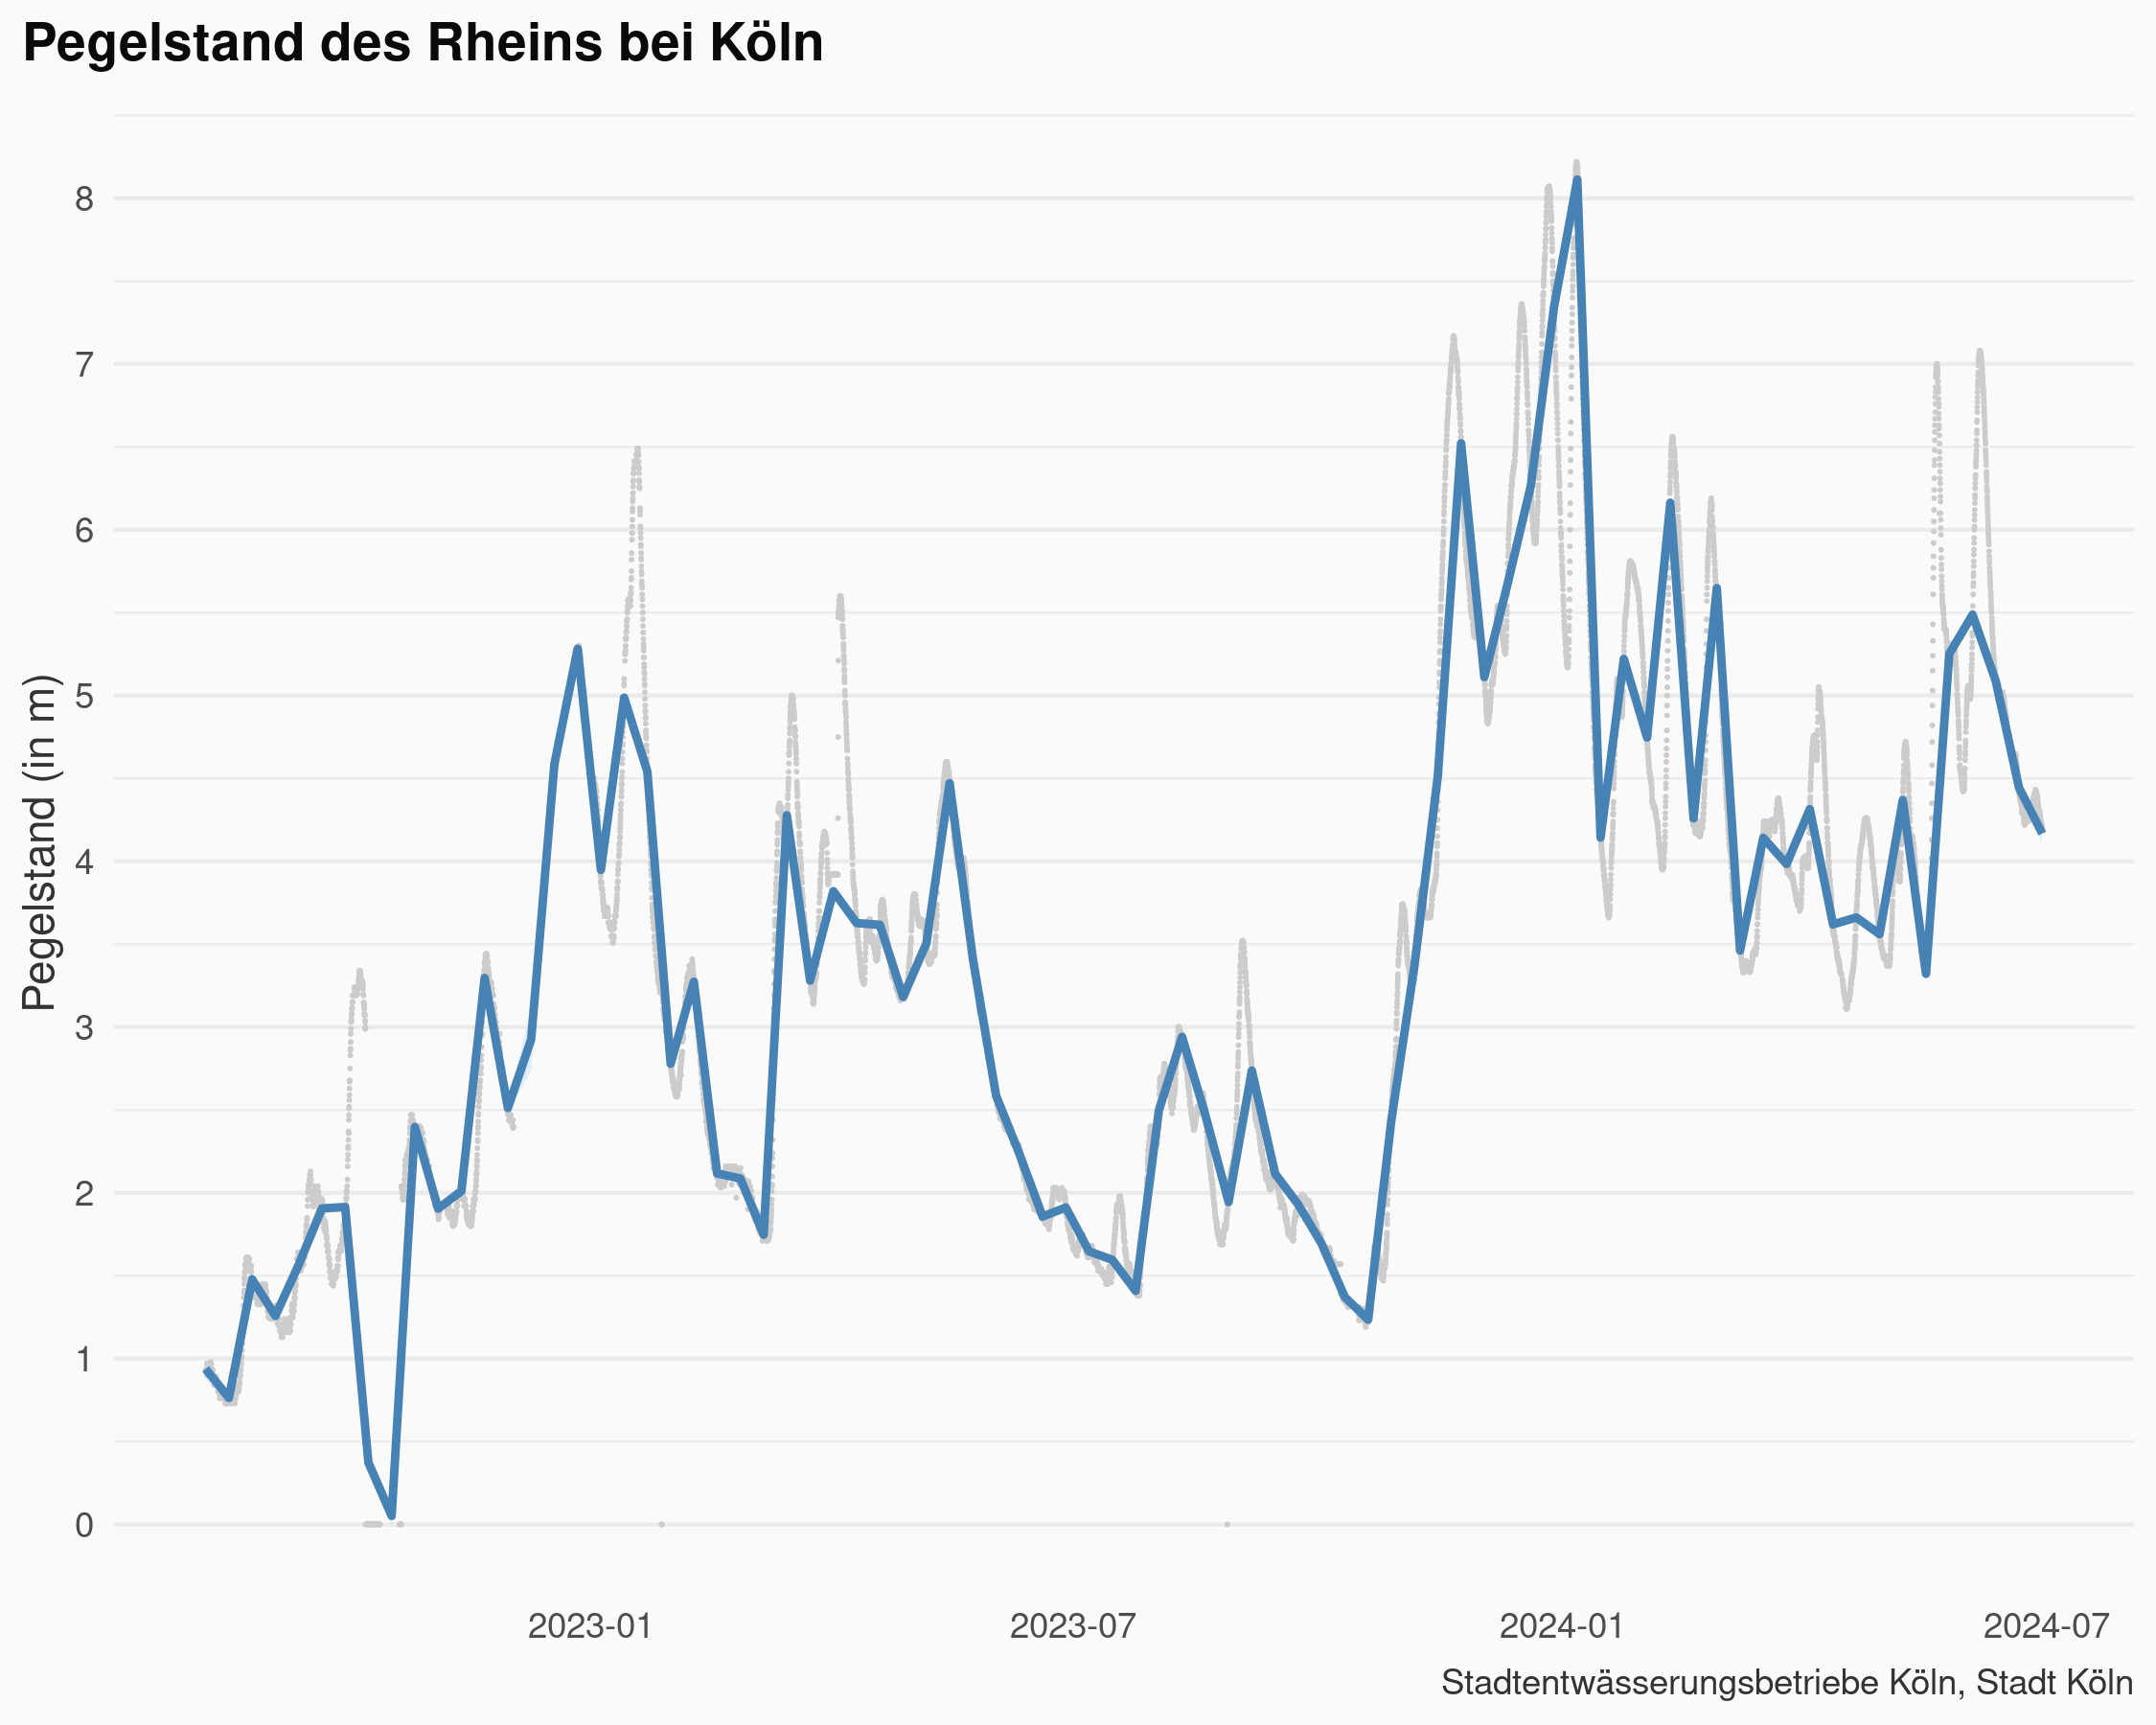 Pegelstand des Rheins bei Köln
Pegelstand (in m)
8
7
6
5
4
3
2
1
0
2023-01 2023-07 2024-01 2024-07
Stadtentwässerungsbetriebe Köln, Stadt Köln